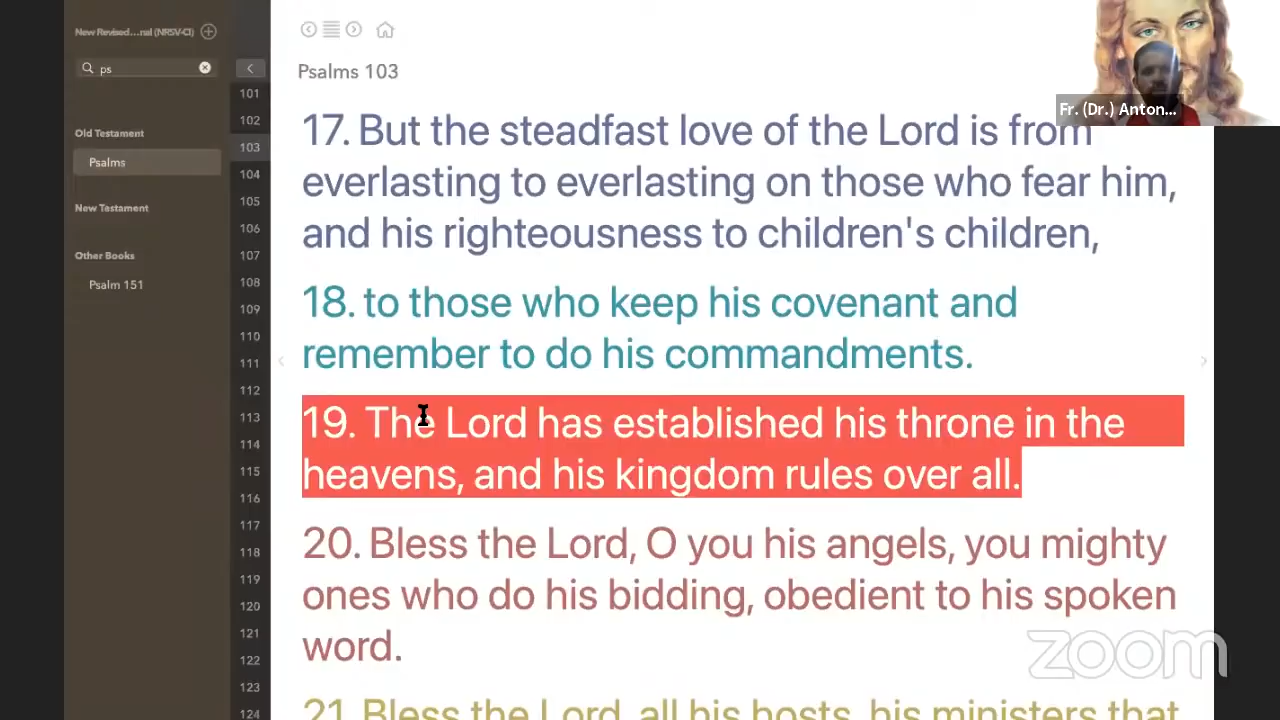 New Revised...nal (NRSV-CI)
ps
Old Testament
Psalms
New Testament
Other Books
Psalm 151
101
102
103
104
105
106
107
108
109
110
111
112
113
114
115
116
117
118
119
120
121
122
123
124
Psalms 103
Fr. (Dr.) Anton...
17. But the steadfast love of the Lord is from
everlasting to everlasting on those who fear him,
and his righteousness to children's children,
18. to those who keep his covenant and
remember to do his commandments.
19. The Lord has established his throne in the
heavens, and his kingdom rules over all.
20. Bless the Lord, O you his angels, you mighty
ones who do his bidding, obedient to his spoken
word.
21. Bless the Lord, all his hosts, his ministers that
zoom